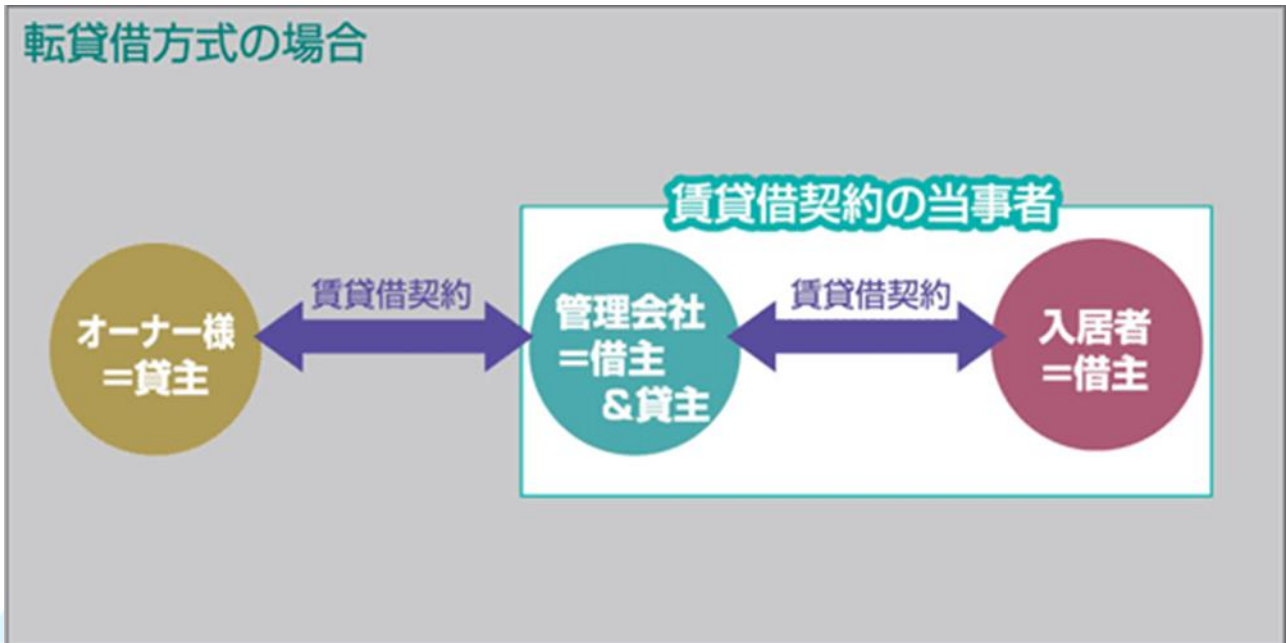 転貸借方式の場合
賃貸借契約の当事者
オーナー様
＝貸主
賃貸借契約
管理会社
＝借主
＆貸主
賃貸借契約
入居者
＝借主